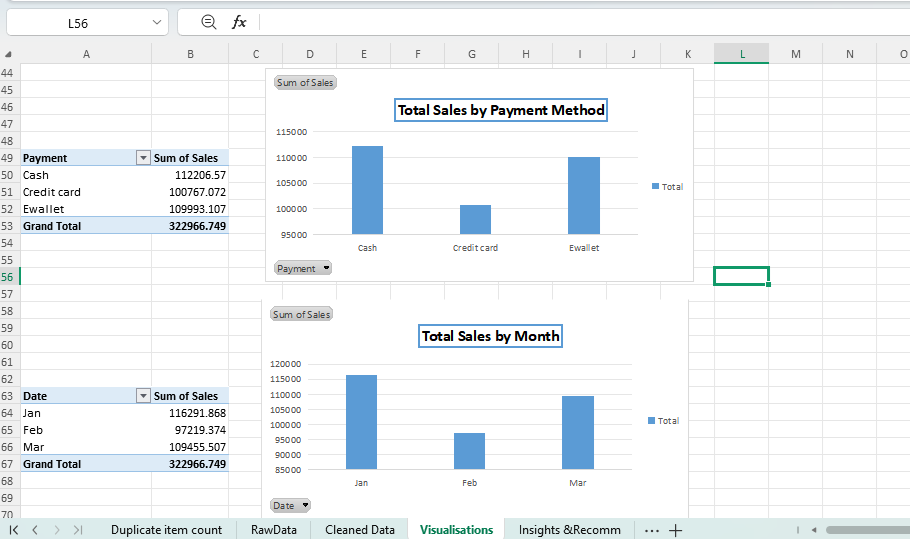 L56
fx
A B C D E F G H I J K L M N O
44
45
46
47
48
49 Payment Sum of Sales
50 Cash 112206.57
51 Credit card 100767.072
52 Ewallet 109993.107
53 Grand Total 322966.749
54
55
56
57
58
59
60
61
62
63 Date Sum of Sales
64 Jan 116291.868
65 Feb 97219.374
66 Mar 109455.507
67 Grand Total 322966.749
68
69
70
Sum of Sales
Total Sales by Payment Method
115000
110000
105000
100000
95000
Cash Credit card Ewallet
Total
Payment
Sum of Sales
Total Sales by Month
120000
115000
110000
105000
100000
95000
90000
85000
Jan Feb Mar
Total
Date
Duplicate item count RawData Cleaned Data Visualisations Insights &Recomm ...